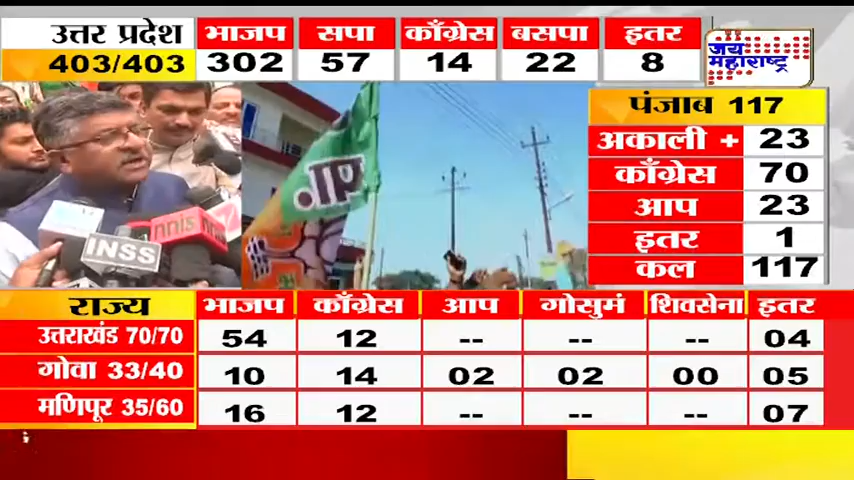 उत्तर प्रदेश भाजपा सपा काँग्रेस बसपा इतर
403/403 302 57 14 22 8
जय
महाराष्ट्र
पंजाब 117
अकाली + 23
काँग्रेस 70
आप 23
इतर 1
कल 117
.IP
INSS
nnis
राज्य भाजपा काँग्रेस आप गोसुमं शिवसेना इतर
उत्तराखंड 70/70 54 12 -- -- -- 04
गोवा 33/40 10 14 02 02 00 05
मणिपूर 35/60 16 12 -- -- -- 07